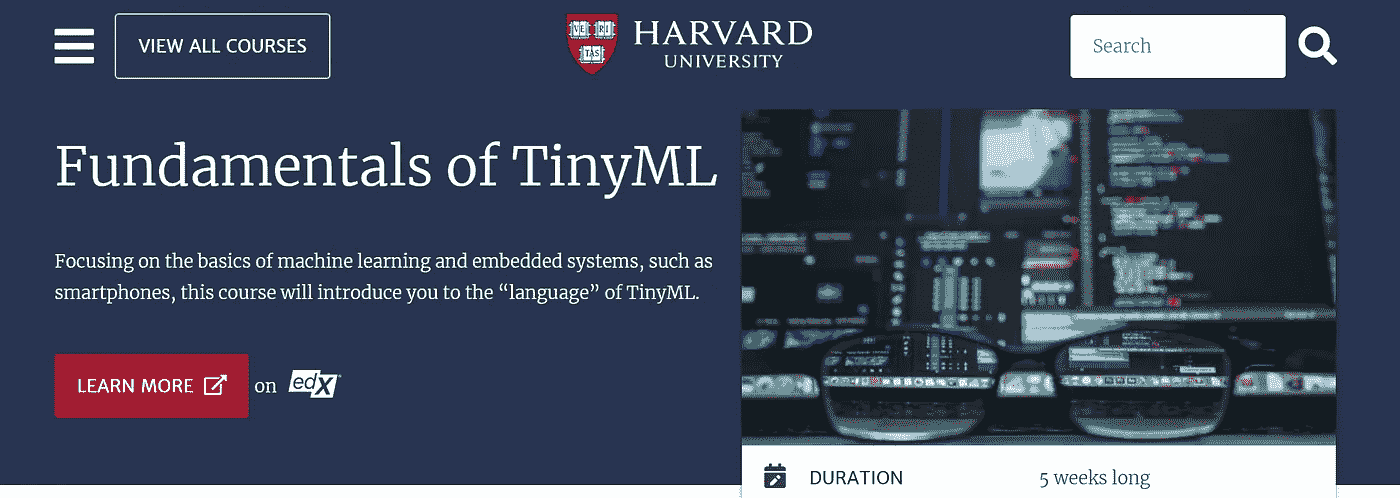 VIEW ALL COURSES
VE RI
TAS
HARVARD
UNIVERSITY
Search
Fundamentals of TinyML
Focusing on the basics of machine learning and embedded systems, such as
smartphones, this course will introduce you to the “language” of TinyML.
LEARN MORE on edX
DURATION 5 weeks long